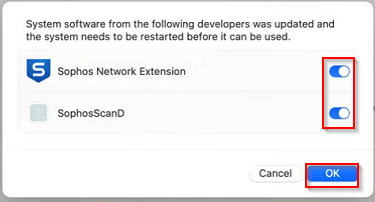 System software from the following developers was updated and
the system needs to be restarted before it can be used.
Sophos Network Extension
SophosScanD
Cancel
OK